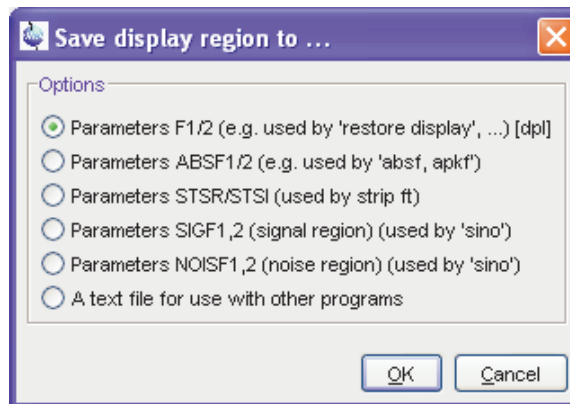 Save display region to ...
Options
Parameters F1/2 (e.g. used by 'restore display', ...) [dpl]
Parameters ABSF1/2 (e.g. used by 'absf, apkf')
Parameters STSR/STSI (used by strip ft)
Parameters SIGF1,2 (signal region) (used by 'sino')
Parameters NOISF1,2 (noise region) (used by 'sino')
A text file for use with other programs
OK Cancel